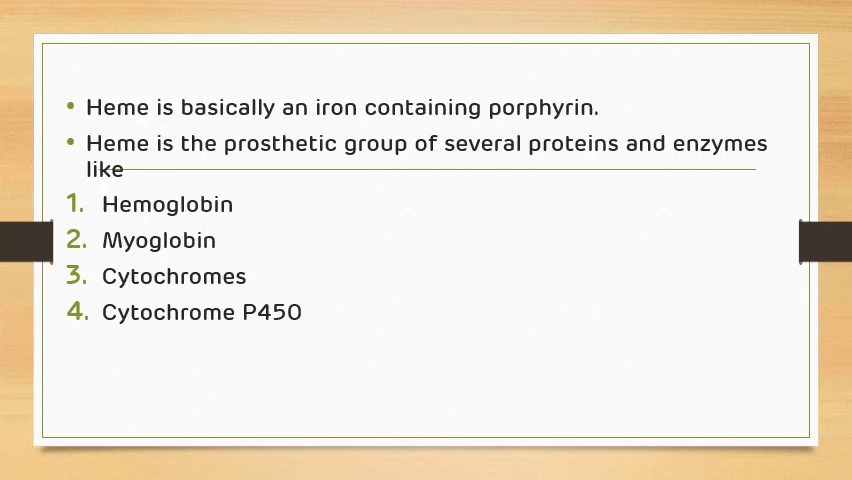 • Heme is basically an iron containing porphyrin.
• Heme is the prosthetic group of several proteins and enzymes
like
1. Hemoglobin
2. Myoglobin
3. Cytochromes
4. Cytochrome P450